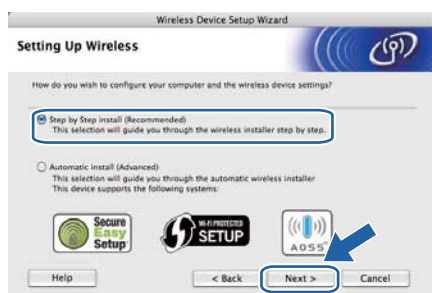 Wireless Device Setup Wizard
Setting Up Wireless
How do you wish to configure your computer and the wireless device settings?
Step by Step install (Recommended)
This selection will guide you through the wireless installer step by step.
Automatic install (Advanced)
This selection will guide you through the automatic wireless installer
This device supports the following systems:
Secure
Easy
Setup
WI-FI PROTECTED
SETUP
AOSS
Help
< Back
Next >
Cancel